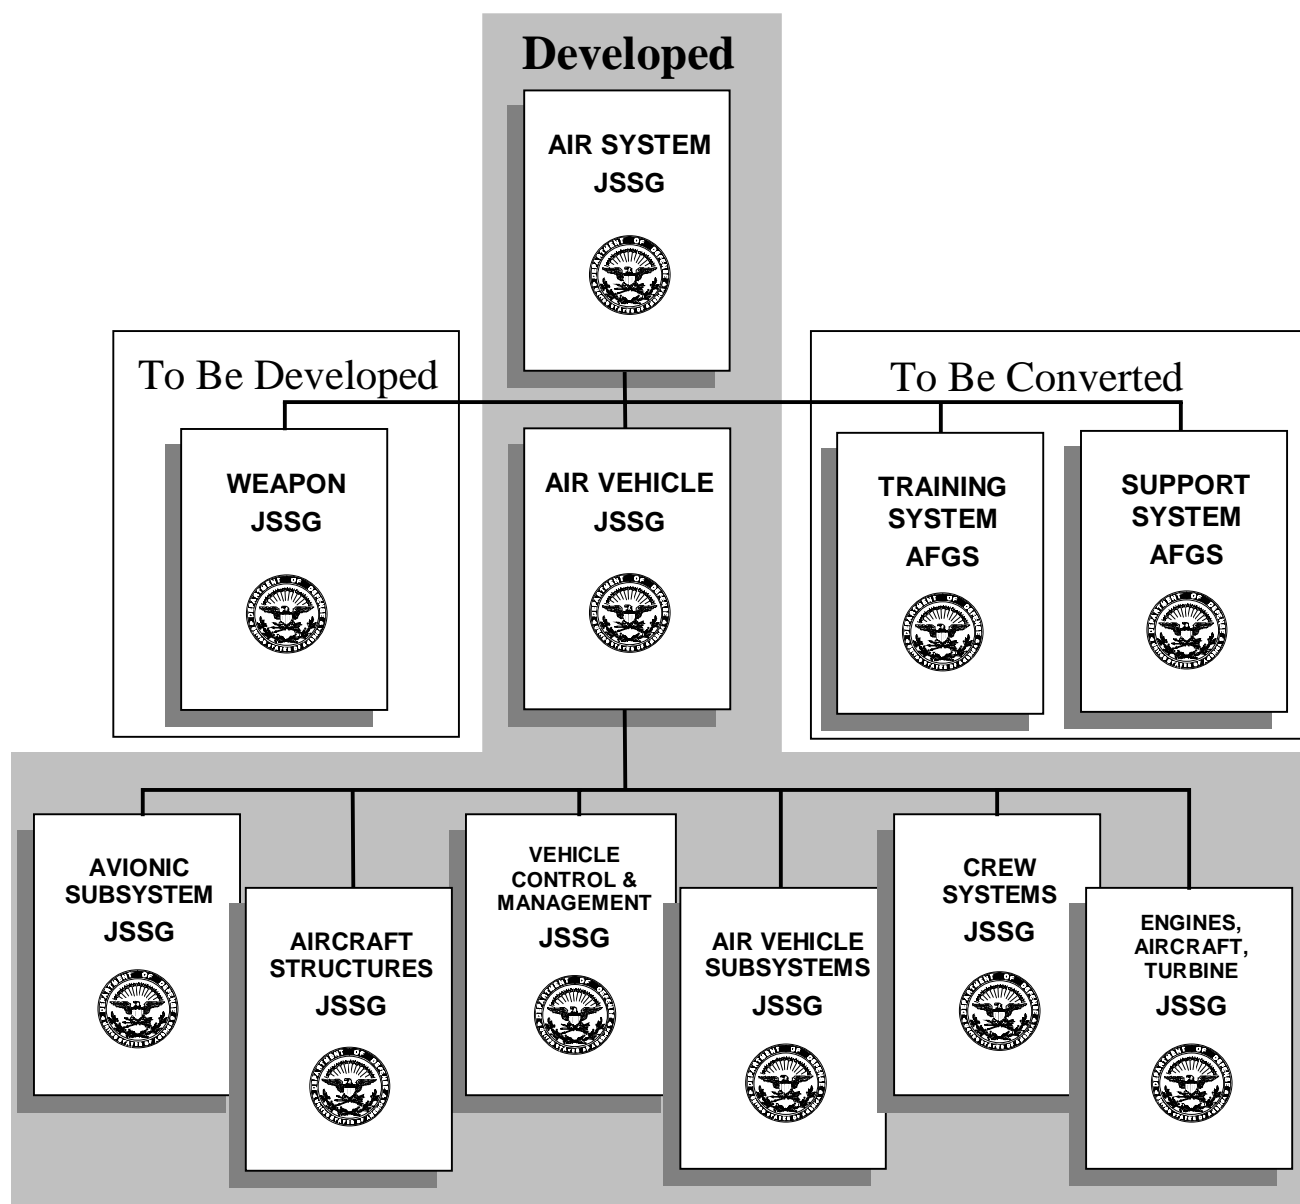 Developed
AIR SYSTEM
JSSG
To Be Developed
To Be Converted
WEAPON
JSSG
AIR VEHICLE
JSSG
TRAINING
SYSTEM
AFGS
SUPPORT
SYSTEM
AFGS
AVIONIC
SUBSYSTEM
JSSG
AIRCRAFT
STRUCTURES
JSSG
VEHICLE
CONTROL &
MANAGEMENT
JSSG
AIR VEHICLE
SUBSYSTEMS
JSSG
CREW
SYSTEMS
JSSG
ENGINES,
AIRCRAFT,
TURBINE
JSSG